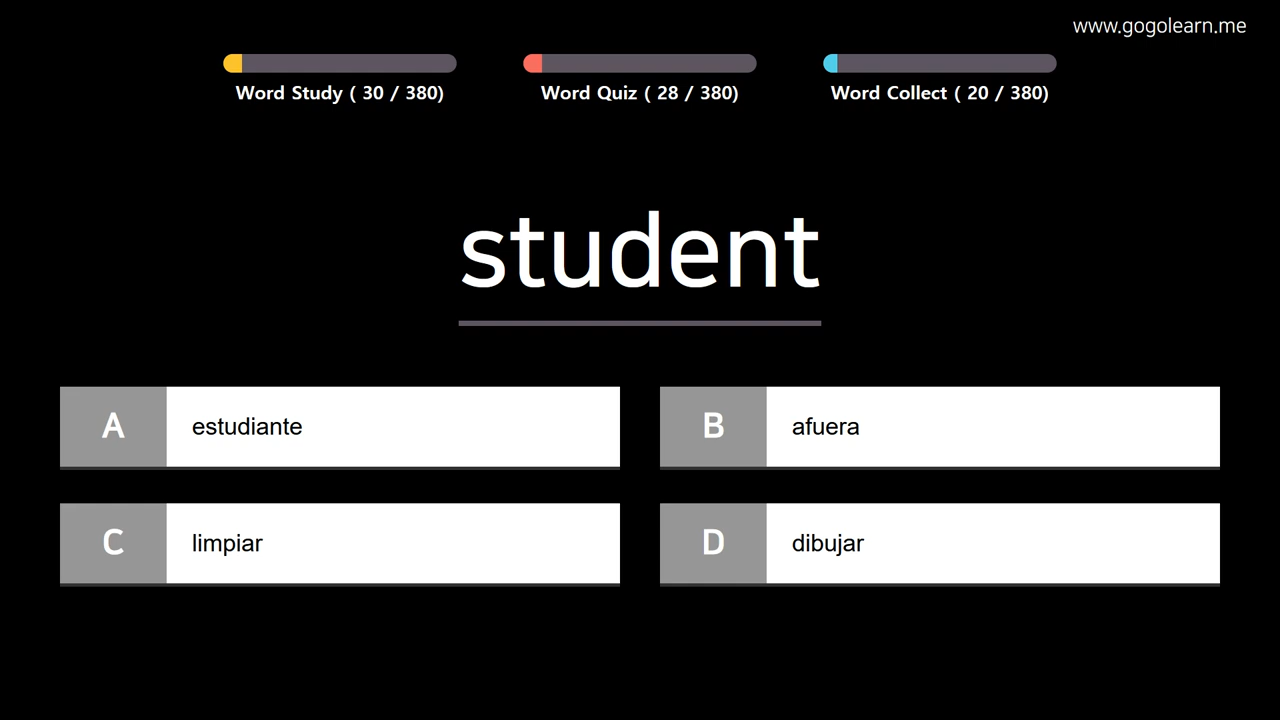 www.gogolearn.me
Word Study ( 30 / 380)
Word Quiz ( 28 / 380)
Word Collect ( 20 / 380)
student
A estudiante
B afuera
C limpiar
D dibujar